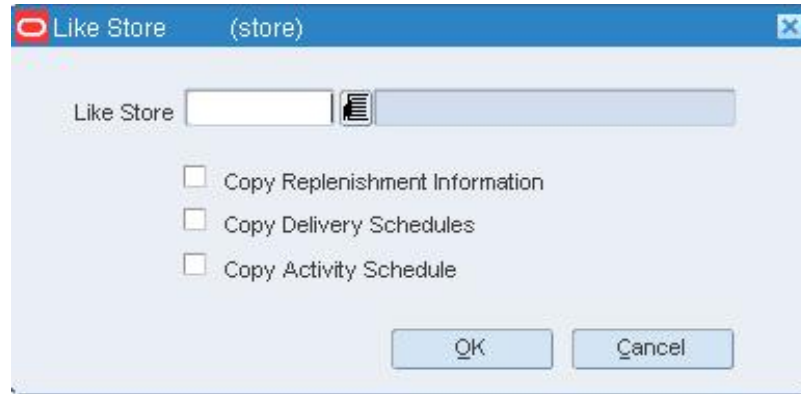 Like Store (store)
Like Store
Copy Replenishment Information
Copy Delivery Schedules
Copy Activity Schedule
OK Cancel